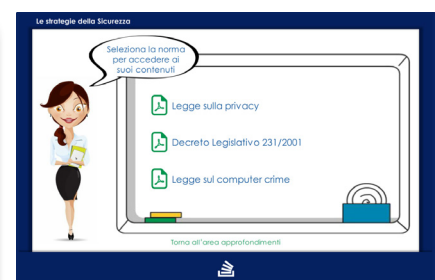 Le strategie della Sicurezza
Seleziona la norma
per accedere ai
suoi contenuti
Legge sulla privacy
Decreto Legislativo 231/2001
Legge sul computer crime
Torna all'area approfondimenti